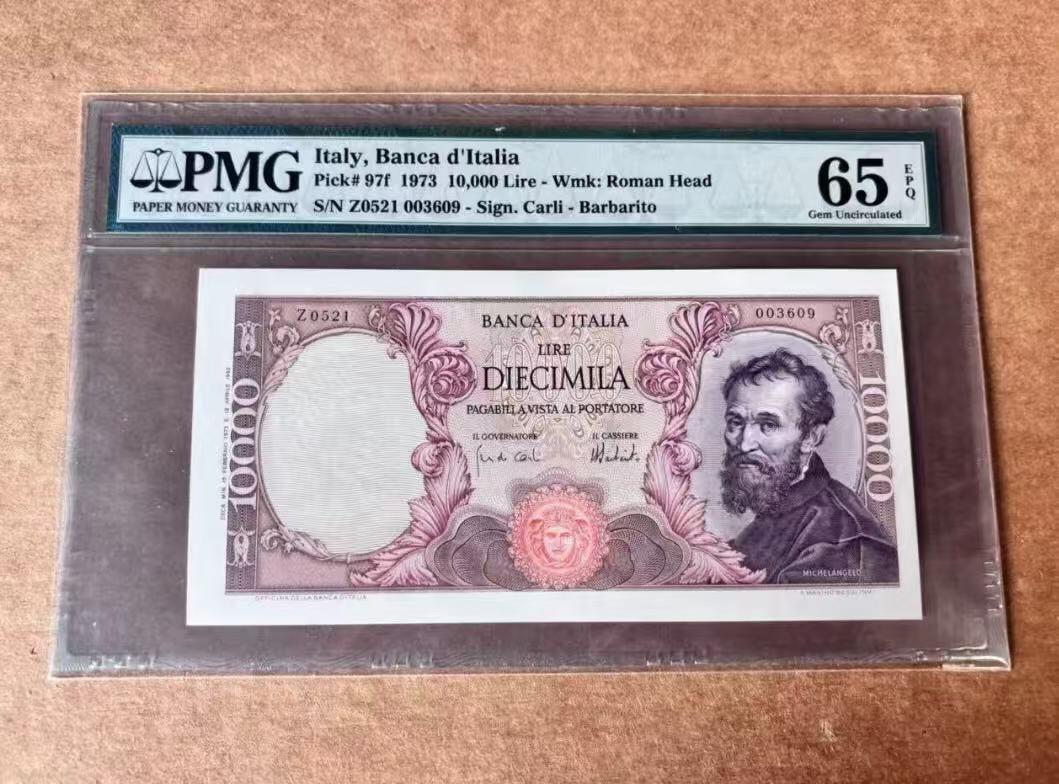 PMG
PAPER MONEY GUARANTY
Italy, Banca d'Italia
Pick# 97f 1973 10,000 Lire - Wmk: Roman Head
S/N Z0521 003609 - Sign. Carli - Barbarito
65
EPQ
Gem Uncirculated
Z0521
003609
BANCA D'ITALIA
LIRE
10000
DIECIMILA
PAGABILI A VISTA AL PORTATORE
IL GOVERNATORE
IL CASSIERE
10000
10000
MICHELANGELO
OFFICINA DELLA BANCA D'ITALIA